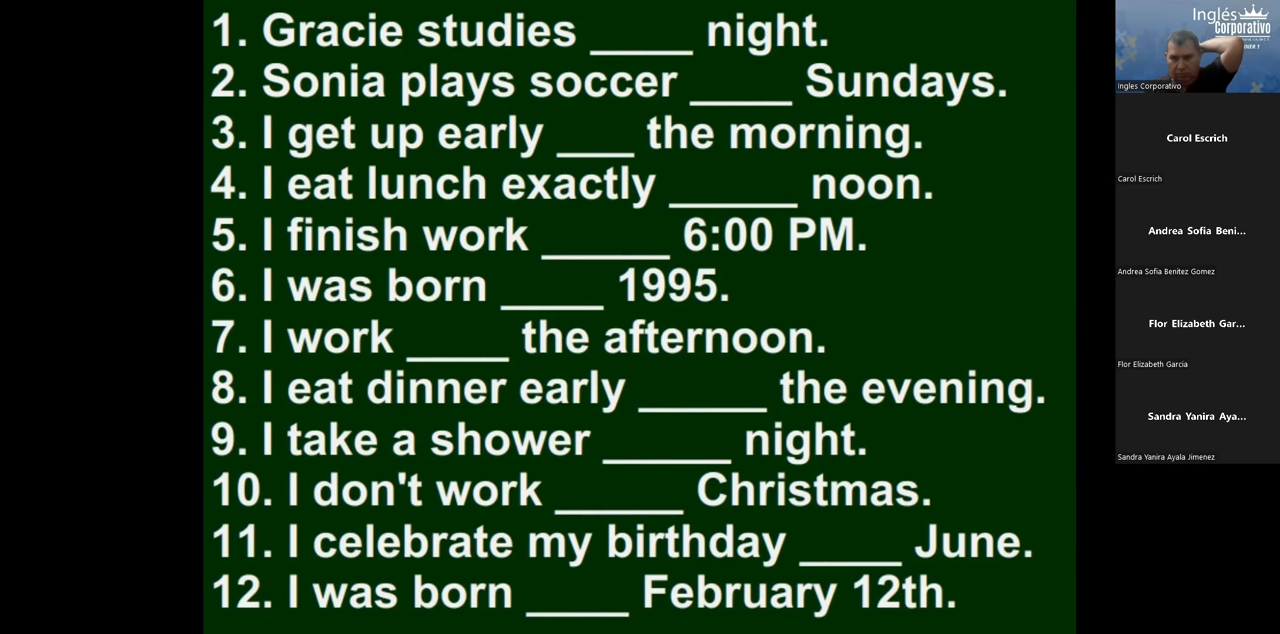 1. Gracie studies _____ night.
2. Sonia plays soccer _____ Sundays.
3. I get up early ____ the morning.
4. I eat lunch exactly ______ noon.
5. I finish work ______ 6:00 PM.
6. I was born _____ 1995.
7. I work _____ the afternoon.
8. I eat dinner early ______ the evening.
9. I take a shower ______ night.
10. I don't work ______ Christmas.
11. I celebrate my birthday _____ June.
12. I was born _____ February 12th.
Inglés
Corporativo
Ingles Corporativo
Carol Escrich
Carol Escrich
Andrea Sofia Beni...
Andrea Sofia Benitez Gomez
Flor Elizabeth Gar...
Flor Elizabeth Garcia
Sandra Yanira Aya...
Sandra Yanira Ayala Jimenez